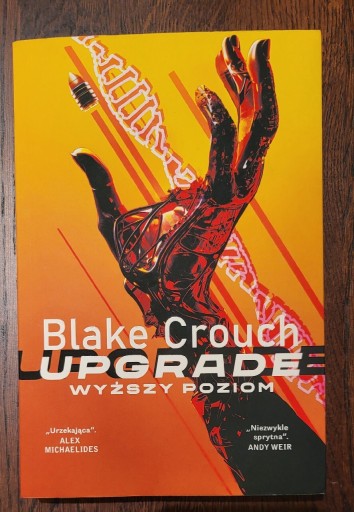 Blake Crouch
UPGRADE
WYŻSZY POZIOM
„Urzekająca”.
ALEX
MICHAELIDES
„Niezwykle
sprytna”.
ANDY WEIR